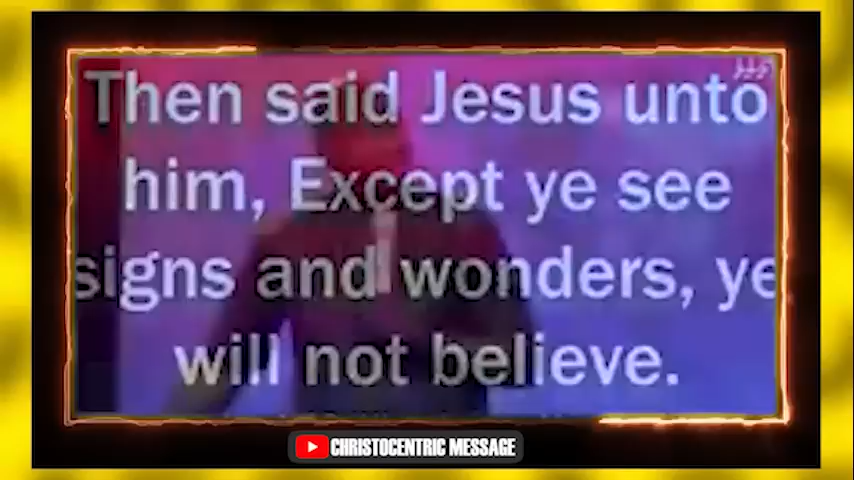 Then said Jesus unto
him, Except ye see
signs and wonders, ye
will not believe.
CHRISTOCENTRIC MESSAGE